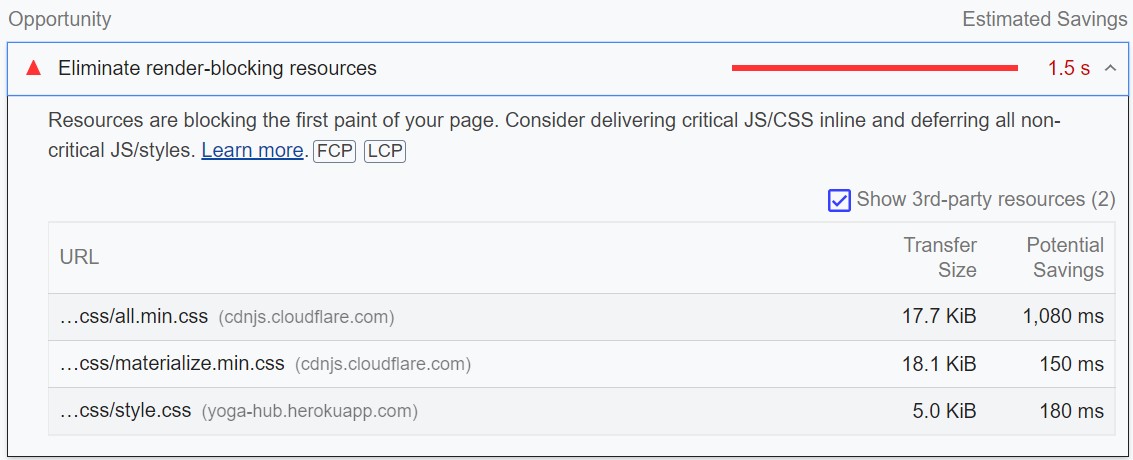 Opportunity Estimated Savings
Eliminate render-blocking resources 1.5 s
Resources are blocking the first paint of your page. Consider delivering critical JS/CSS inline and deferring all non-
critical JS/styles. Learn more. FCP LCP
Show 3rd-party resources (2)
URL Transfer Size Potential Savings
…css/all.min.css (cdnjs.cloudflare.com) 17.7 KiB 1,080 ms
…css/materialize.min.css (cdnjs.cloudflare.com) 18.1 KiB 150 ms
…css/style.css (yoga-hub.herokuapp.com) 5.0 KiB 180 ms